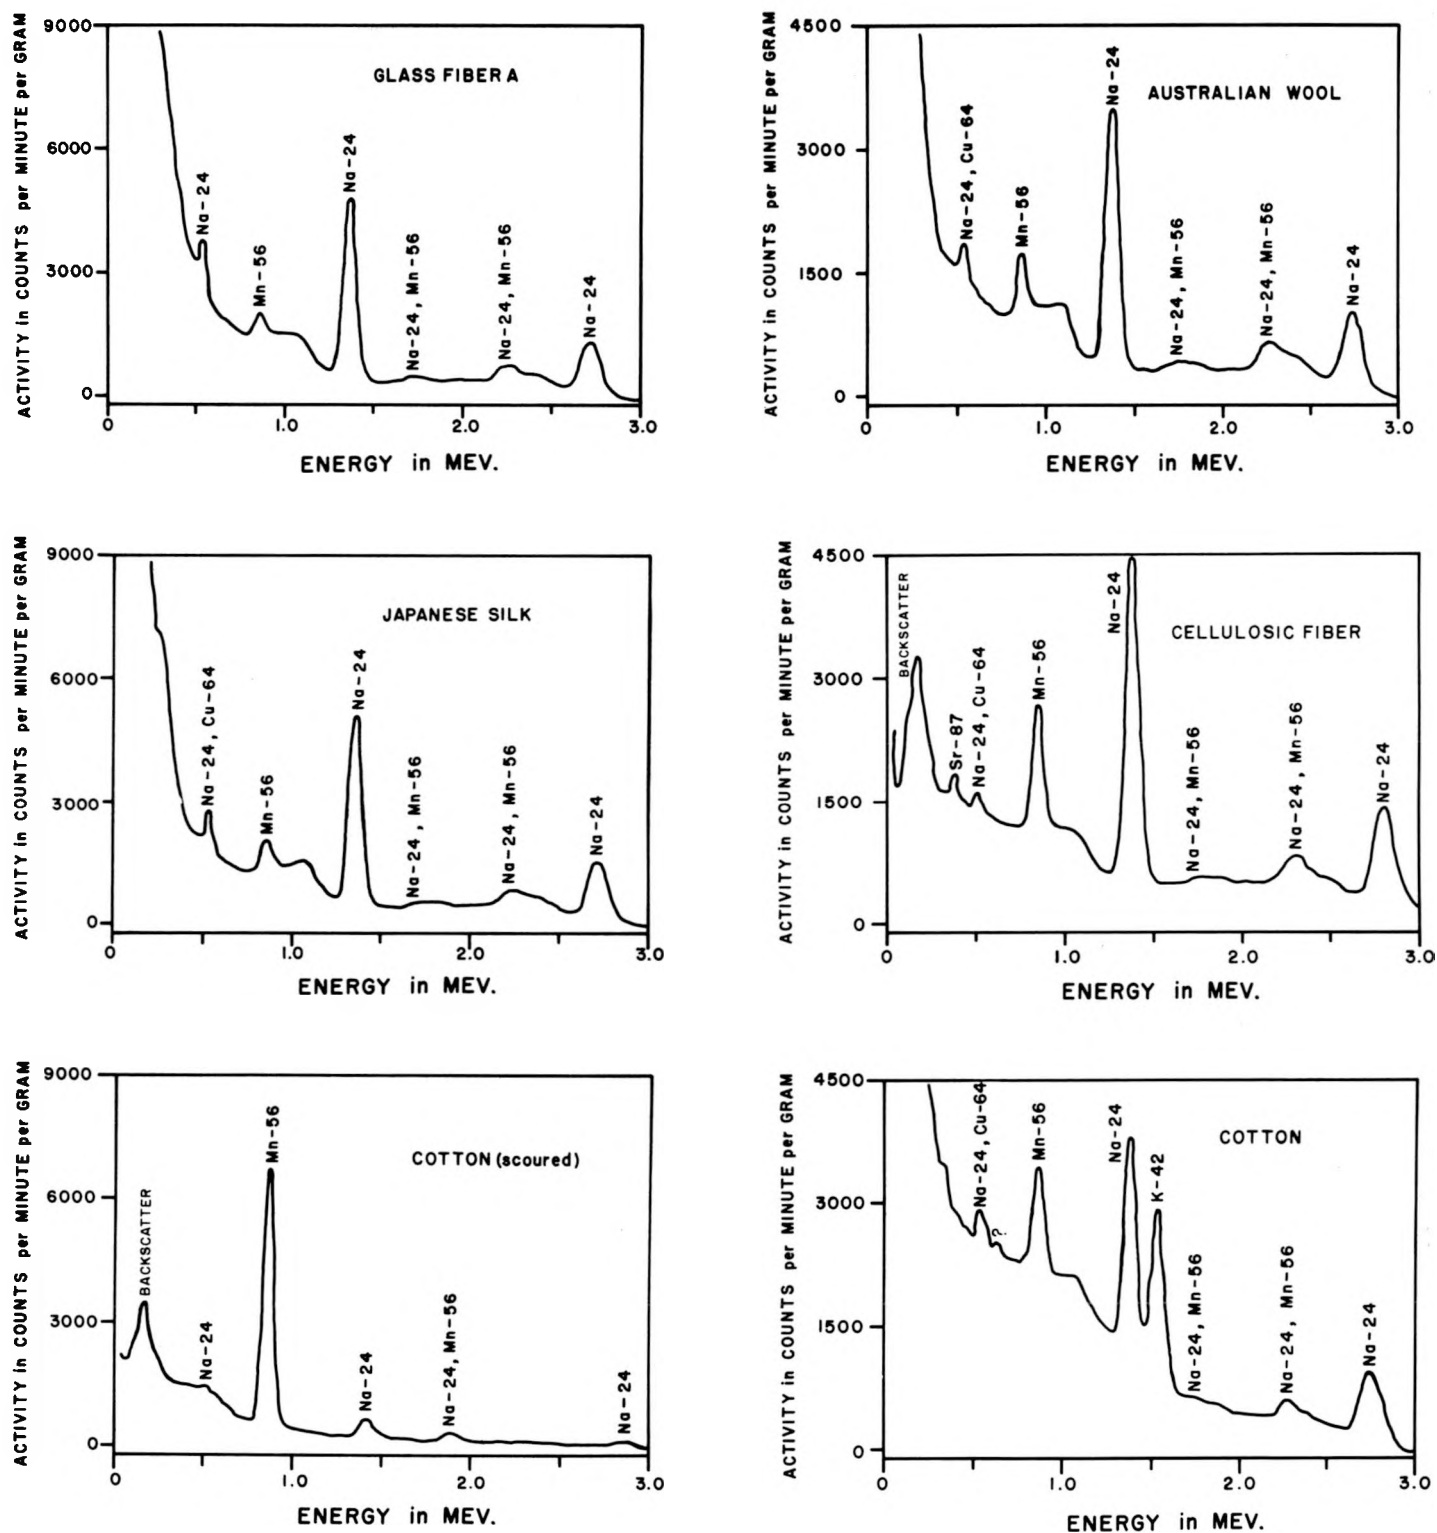 ACTIVITY in COUNTS per MINUTE per GRAM
9000
6000
3000
0
GLASS FIBER A
Na-24
Mn-56
Na-24
Na-24, Mn-56
Na-24, Mn-56
Na-24
1.0
2.0
3.0
ENERGY in MEV.
ACTIVITY in COUNTS per MINUTE per GRAM
4500
3000
1500
0
AUSTRALIAN WOOL
Na-24, Cu-64
Mn-56
Na-24
Na-24, Mn-56
Na-24, Mn-56
Na-24
0
1.0
2.0
3.0
ENERGY in MEV.
ACTIVITY in COUNTS per MINUTE per GRAM
9000
6000
3000
0
JAPANESE SILK
Na-24, Cu-64
Mn-56
Na-24
Na-24, Mn-56
Na-24, Mn-56
Na-24
0
1.0
2.0
3.0
ENERGY in MEV.
ACTIVITY in COUNTS per MINUTE per GRAM
4500
3000
1500
0
CELLULOSIC FIBER
BACKSCATTER
Sr-87
Na-24, Cu-64
Mn-56
Na-24
Na-24, Mn-56
Na-24, Mn-56
Na-24
0
1.0
2.0
3.0
ENERGY in MEV.
ACTIVITY in COUNTS per MINUTE per GRAM
9000
6000
3000
0
COTTON (scoured)
BACKSCATTER
Na-24
Mn-56
Na-24
Na-24, Mn-56
Na-24
0
1.0
2.0
3.0
ENERGY in MEV.
ACTIVITY in COUNTS per MINUTE per GRAM
4500
3000
1500
0
COTTON
Na-24, Cu-64
?
Mn-56
Na-24
K-42
Na-24, Mn-56
Na-24, Mn-56
Na-24
0
1.0
2.0
3.0
ENERGY in MEV.